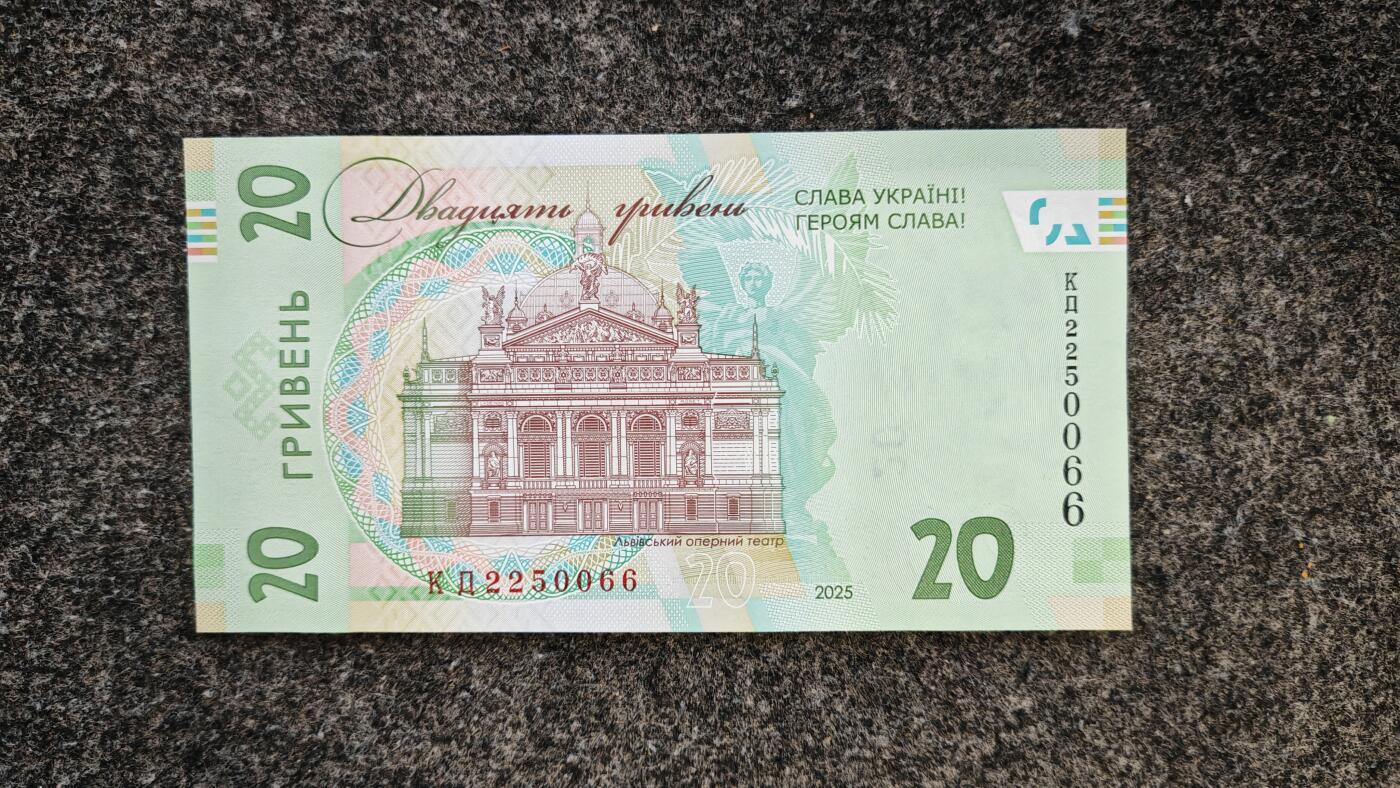 20
Двадцять гривень
СЛАВА УКРАЇНІ!
ГЕРОЯМ СЛАВА!
ГРИВЕНЬ
КД2250066
20
Львівський оперний театр
КД2250066
20
2025
20